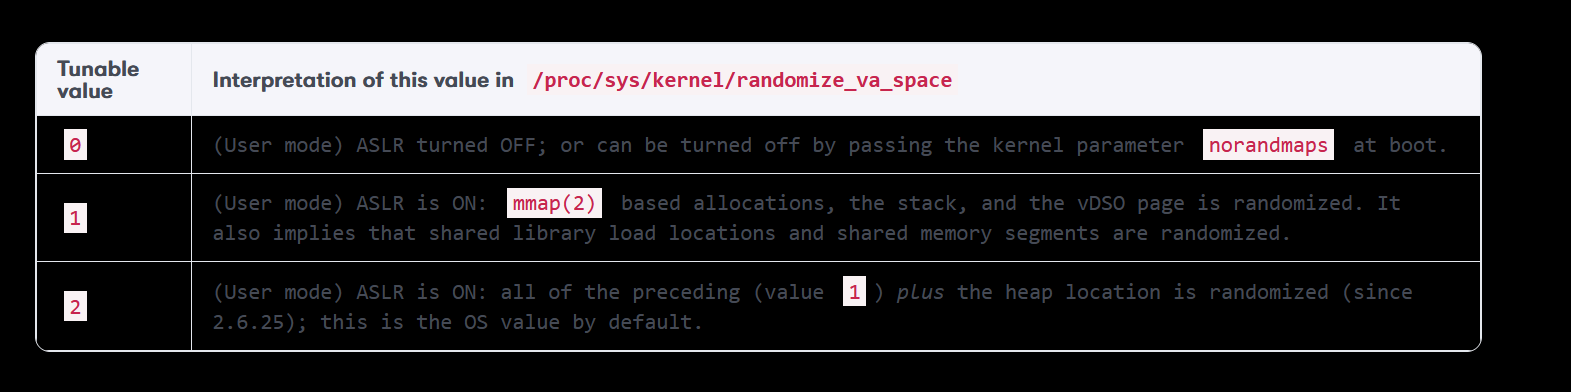 Tunable
value
Interpretation of this value in /proc/sys/kernel/randomize_va_space
0
(User mode) ASLR turned OFF; or can be turned off by passing the kernel parameter norandmaps at boot.
1
(User mode) ASLR is ON: mmap(2) based allocations, the stack, and the vDSO page is randomized. It
also implies that shared library load locations and shared memory segments are randomized.
2
(User mode) ASLR is ON: all of the preceding (value 1 ) plus the heap location is randomized (since
2.6.25); this is the OS value by default.